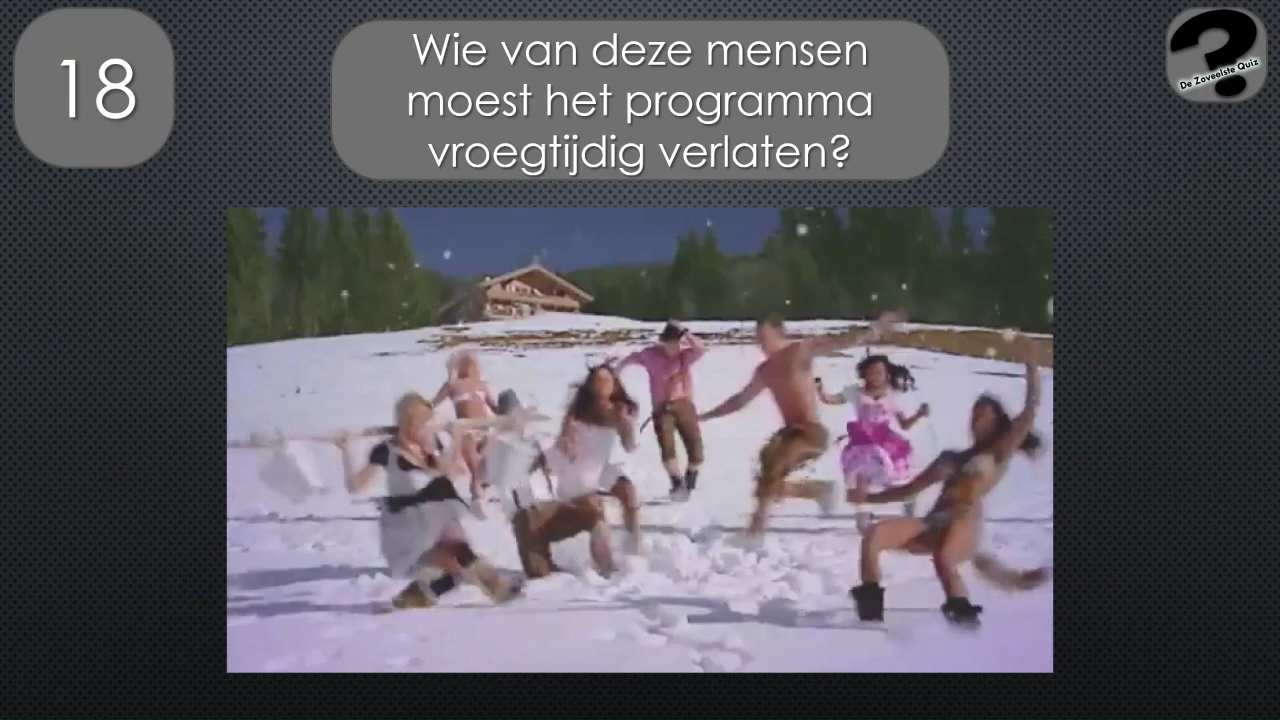 18
Wie van deze mensen
moest het programma
vroegtijdig verlaten?
?
De Zoveelste Quiz